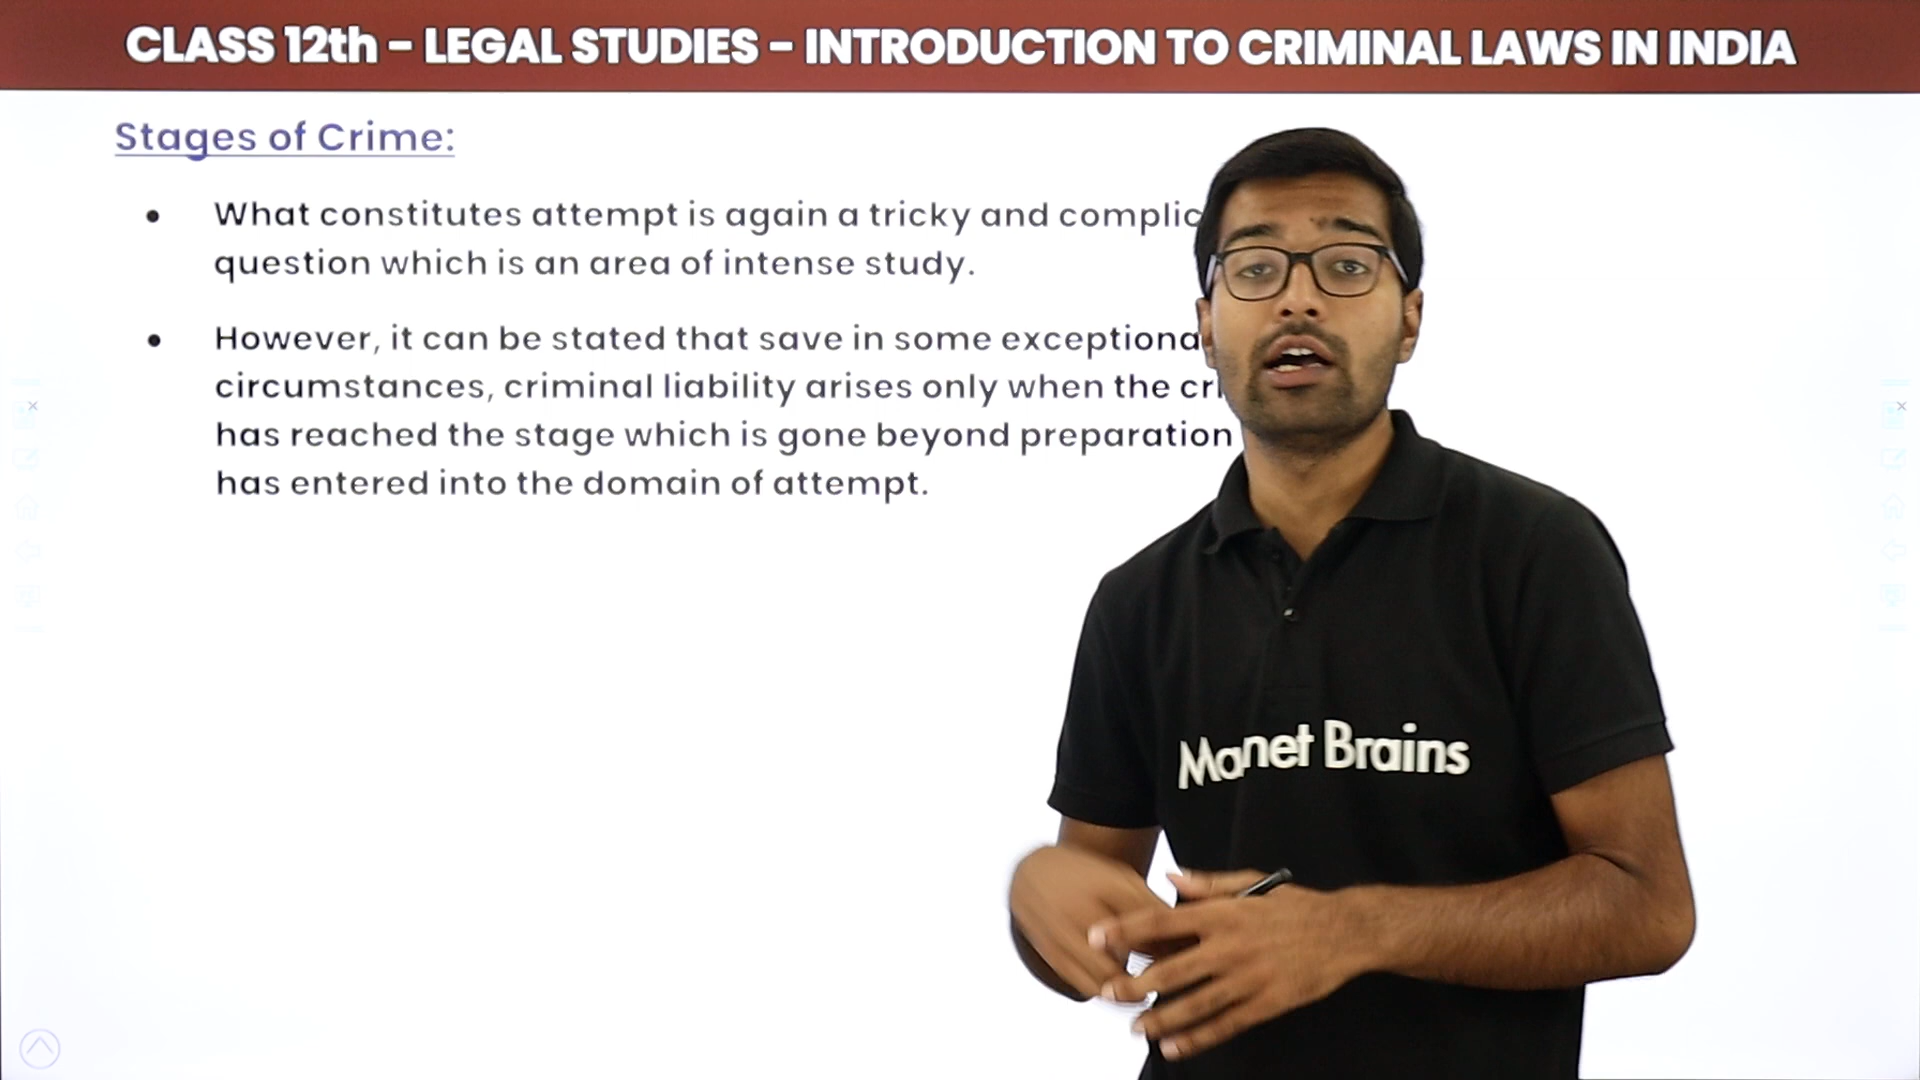 CLASS 12th - LEGAL STUDIES - INTRODUCTION TO CRIMINAL LAWS IN INDIA
Stages of Crime:
• What constitutes attempt is again a tricky and complic
question which is an area of intense study.
• However, it can be stated that save in some exceptiona
circumstances, criminal liability arises only when the cri
has reached the stage which is gone beyond preparation
has entered into the domain of attempt.
Manet Brains